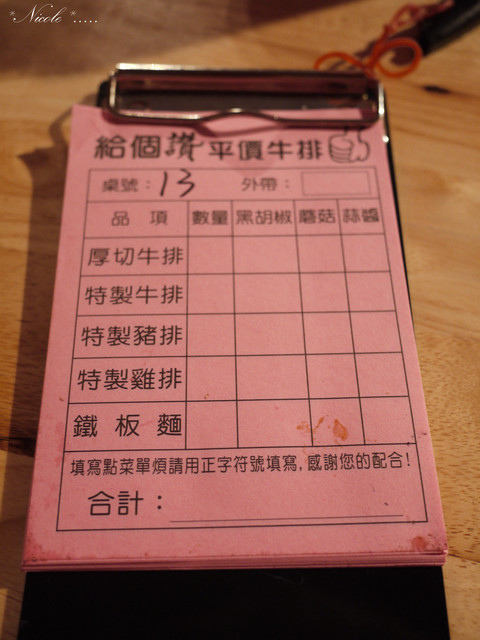 *Nicole*.....
給個讚平價牛排
桌號：13 外帶：
品項 數量 黑胡椒 蘑菇 蒜醬
厚切牛排
特製牛排
特製豬排
特製雞排
鐵板麵
填寫點菜單煩請用正字符號填寫,感謝您的配合!
合計：